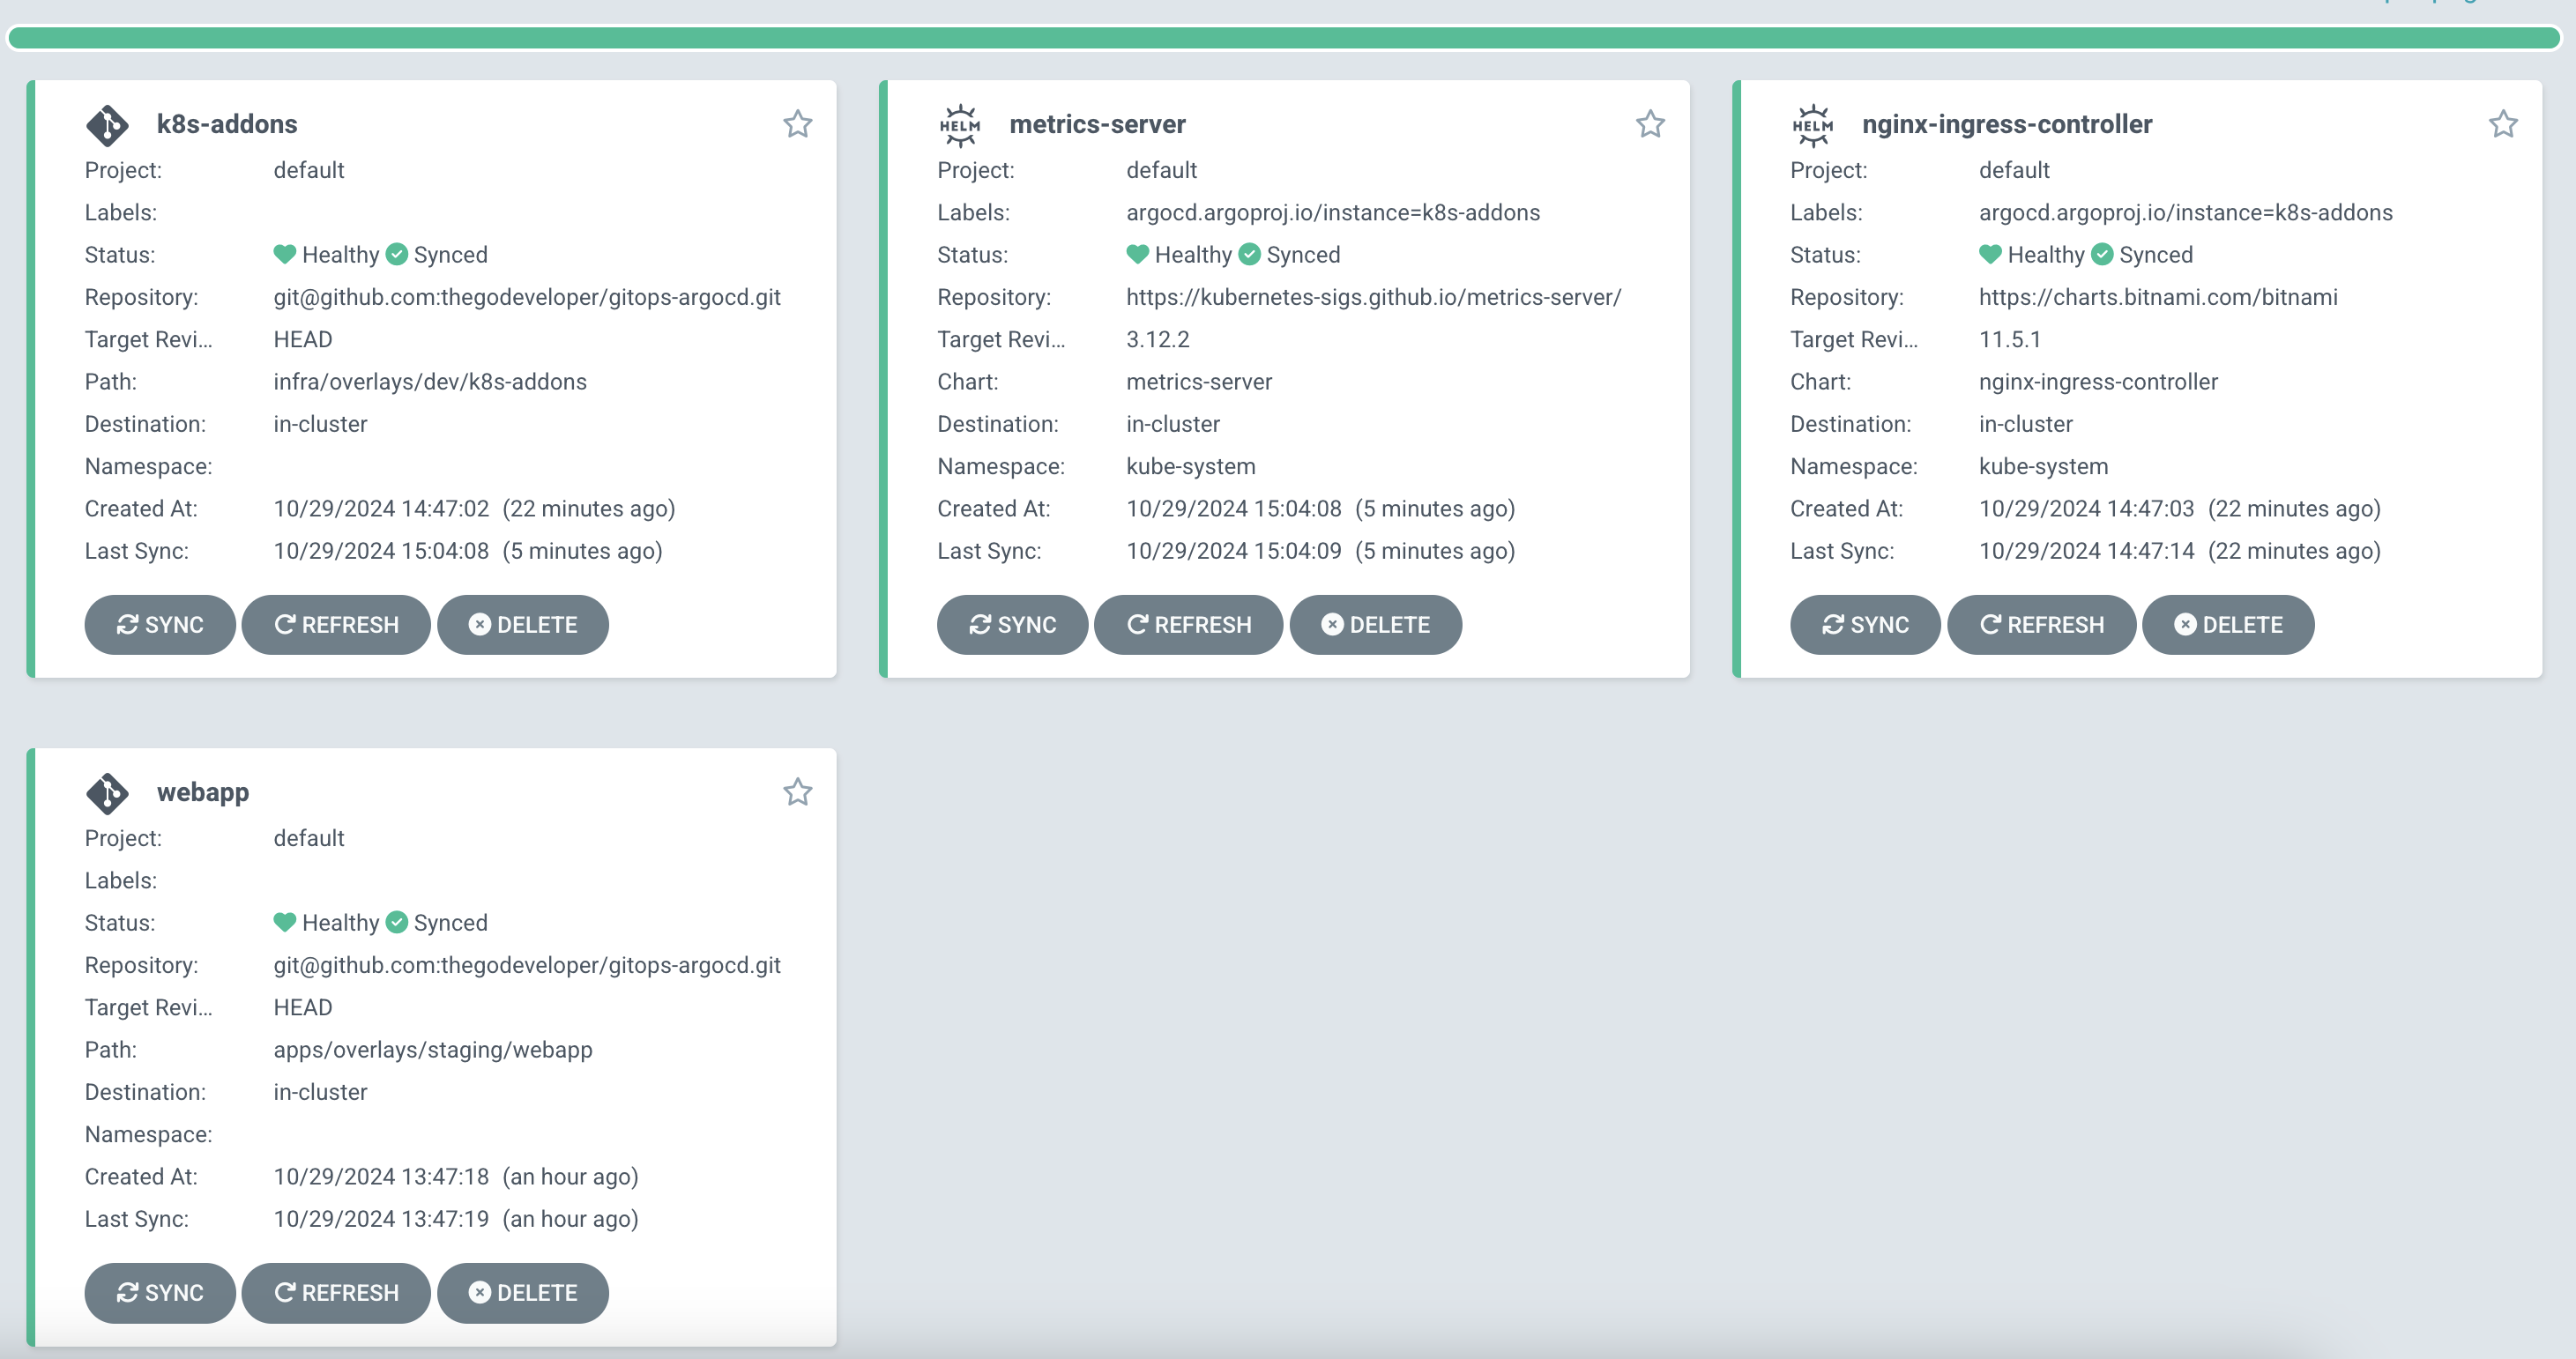 k8s-addons
Project: default
Labels:
Status: Healthy Synced
Repository: git@github.com:thegodeveloper/gitops-argocd.git
Target Revi... HEAD
Path: infra/overlays/dev/k8s-addons
Destination: in-cluster
Namespace:
Created At: 10/29/2024 14:47:02 (22 minutes ago)
Last Sync: 10/29/2024 15:04:08 (5 minutes ago)
SYNC REFRESH DELETE
HELM metrics-server
Project: default
Labels: argocd.argoproj.io/instance=k8s-addons
Status: Healthy Synced
Repository: https://kubernetes-sigs.github.io/metrics-server/
Target Revi... 3.12.2
Chart: metrics-server
Destination: in-cluster
Namespace: kube-system
Created At: 10/29/2024 15:04:08 (5 minutes ago)
Last Sync: 10/29/2024 15:04:09 (5 minutes ago)
SYNC REFRESH DELETE
HELM nginx-ingress-controller
Project: default
Labels: argocd.argoproj.io/instance=k8s-addons
Status: Healthy Synced
Repository: https://charts.bitnami.com/bitnami
Target Revi... 11.5.1
Chart: nginx-ingress-controller
Destination: in-cluster
Namespace: kube-system
Created At: 10/29/2024 14:47:03 (22 minutes ago)
Last Sync: 10/29/2024 14:47:14 (22 minutes ago)
SYNC REFRESH DELETE
webapp
Project: default
Labels:
Status: Healthy Synced
Repository: git@github.com:thegodeveloper/gitops-argocd.git
Target Revi... HEAD
Path: apps/overlays/staging/webapp
Destination: in-cluster
Namespace:
Created At: 10/29/2024 13:47:18 (an hour ago)
Last Sync: 10/29/2024 13:47:19 (an hour ago)
SYNC REFRESH DELETE